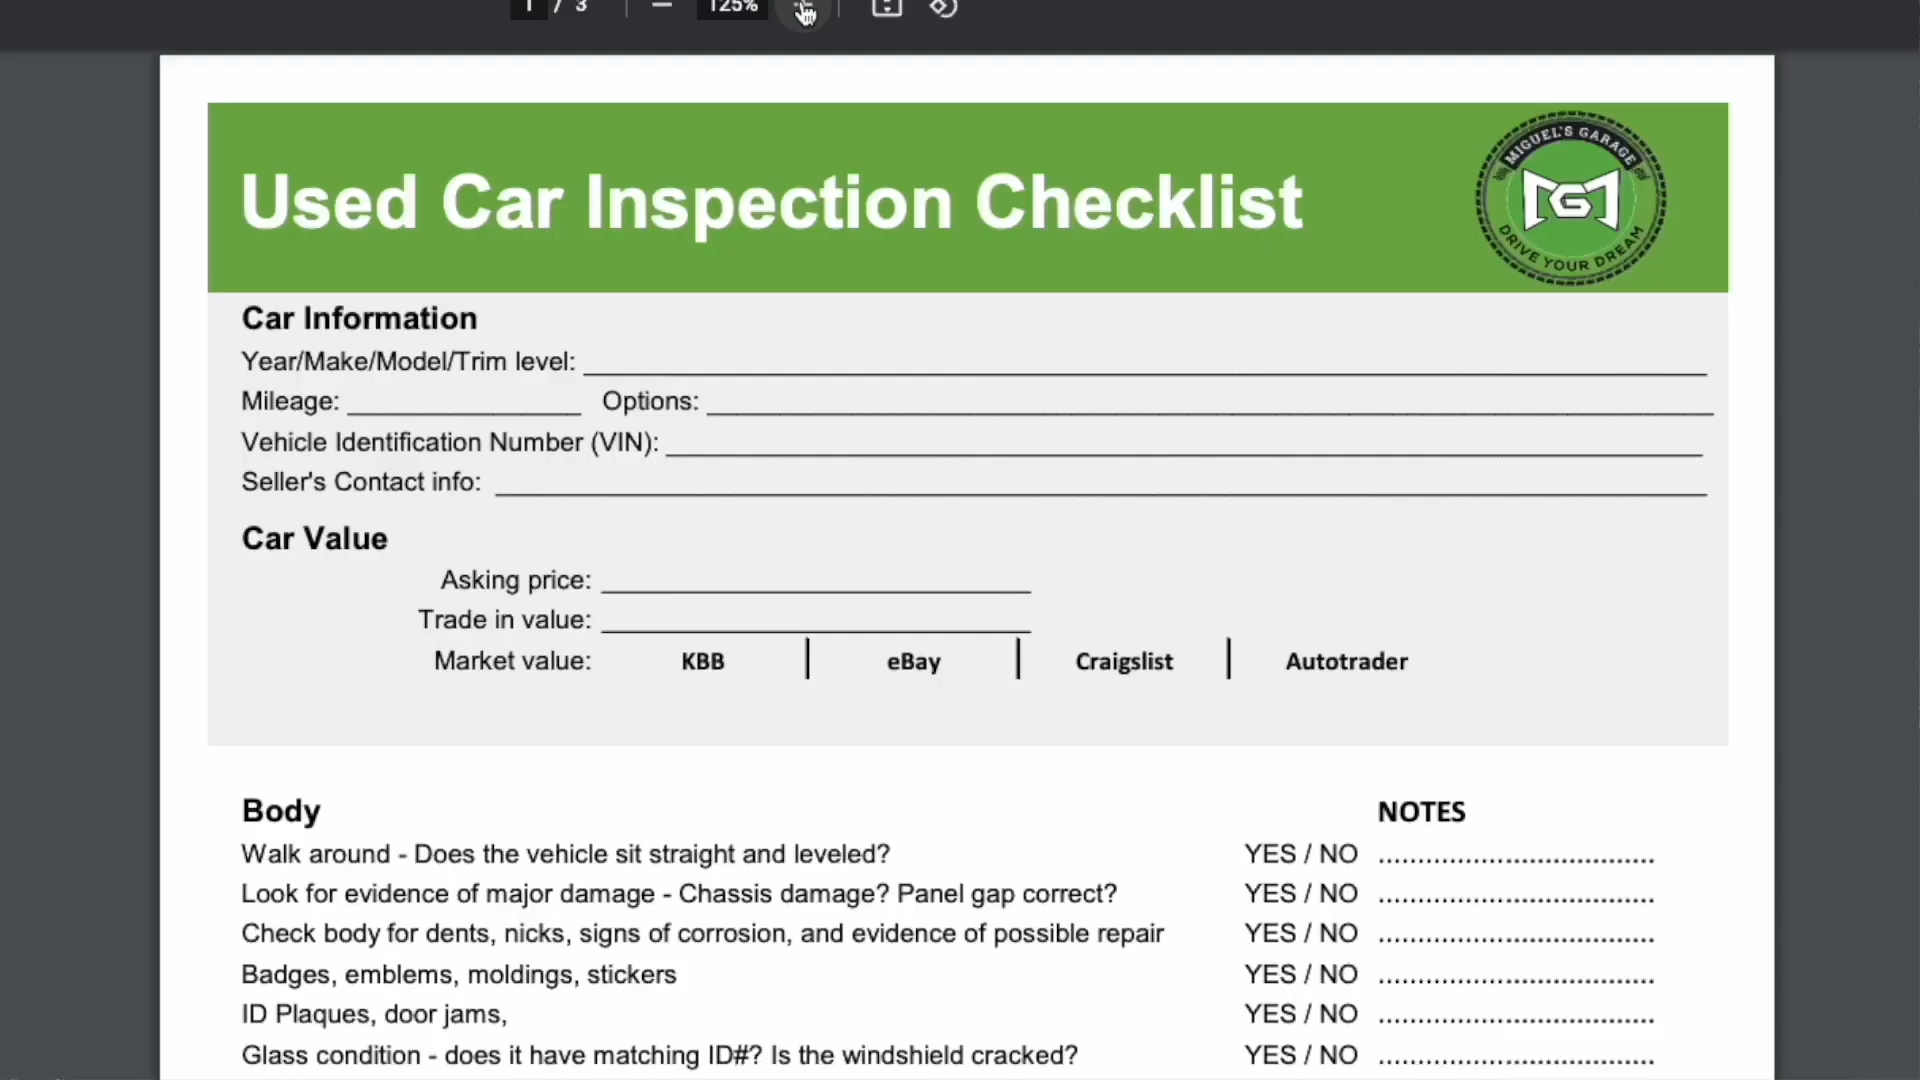 1 / 3 125%
MIGUEL'S GARAGE
MG
DRIVE YOUR DREAM
Used Car Inspection Checklist
Car Information
Year/Make/Model/Trim level:
Mileage: Options:
Vehicle Identification Number (VIN):
Seller's Contact info:
Car Value
Asking price:
Trade in value:
Market value: KBB eBay Craigslist Autotrader
Body NOTES
Walk around - Does the vehicle sit straight and leveled? YES / NO ...................................
Look for evidence of major damage - Chassis damage? Panel gap correct? YES / NO ...................................
Check body for dents, nicks, signs of corrosion, and evidence of possible repair YES / NO ...................................
Badges, emblems, moldings, stickers YES / NO ...................................
ID Plaques, door jams, YES / NO ...................................
Glass condition - does it have matching ID#? Is the windshield cracked? YES / NO ...................................